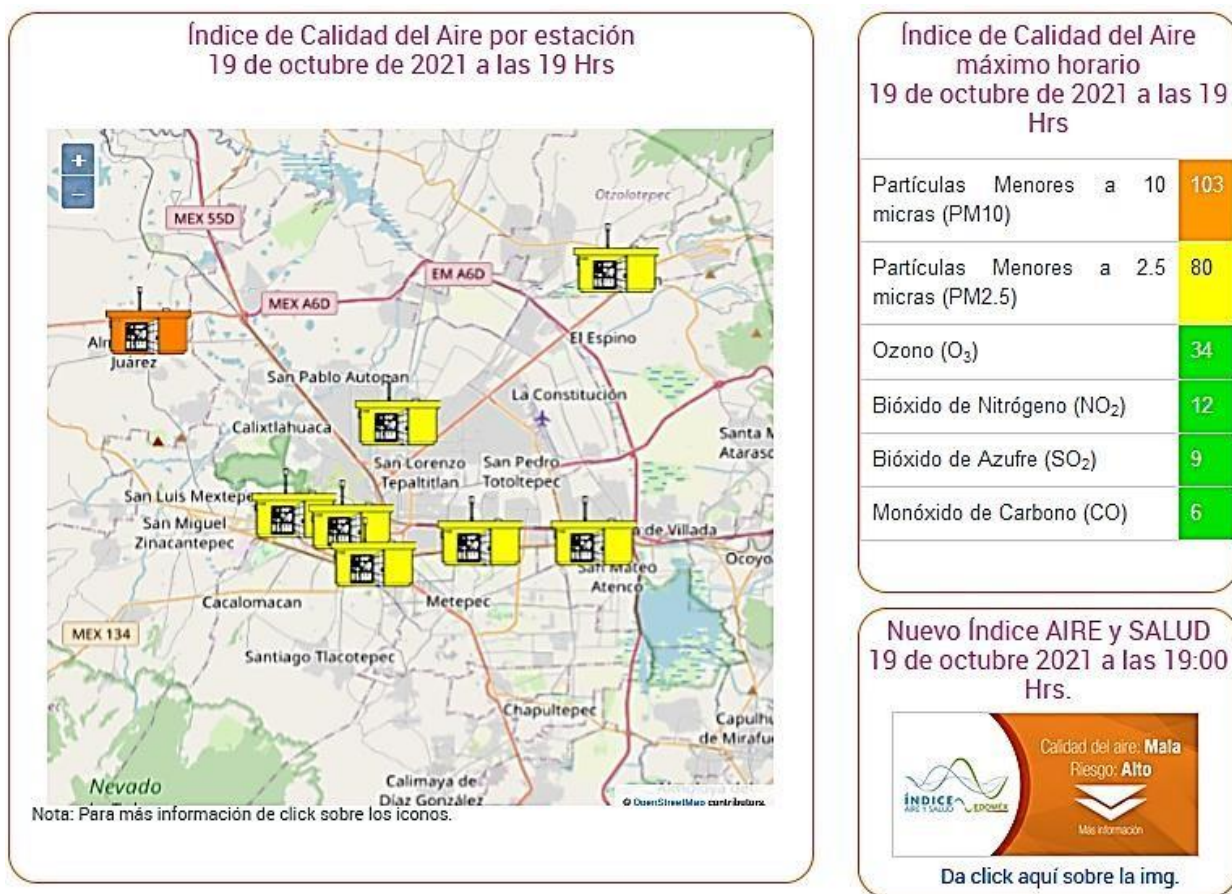 Índice de Calidad del Aire por estación
19 de octubre de 2021 a las 19 Hrs
+
−
Otzolotepec
MEX 55D
EM A6D
MEX A6D
El Espino
Juárez
San Pablo Autopan
La Constitución
Calixtlahuaca
Santa M
Atarasq
San Lorenzo
Tepaltitlan
San Pedro
Totoltepec
San Luis Mextepe
San Miguel
Zinacantepec
de Villada
San Mateo
Atenco
Ocoyo
Cacalomacan
Metepec
MEX 134
Santiago Tlacotepec
Chapultepec
Capulhu
de Mirafu
Nevado
Calimaya de
Díaz González
© OpenStreetMap contributors.
Nota: Para más información de click sobre los iconos.
Índice de Calidad del Aire
máximo horario
19 de octubre de 2021 a las 19
Hrs
Partículas Menores a 10 103
micras (PM10)
Partículas Menores a 2.5 80
micras (PM2.5)
Ozono (O₃) 34
Bióxido de Nitrógeno (NO₂) 12
Bióxido de Azufre (SO₂) 9
Monóxido de Carbono (CO) 6
Nuevo Índice AIRE y SALUD
19 de octubre 2021 a las 19:00
Hrs.
Calidad del aire: Mala
Riesgo: Alto
ÍNDICE
AIRE Y SALUD EDOMÉX
Más información
Da click aquí sobre la img.